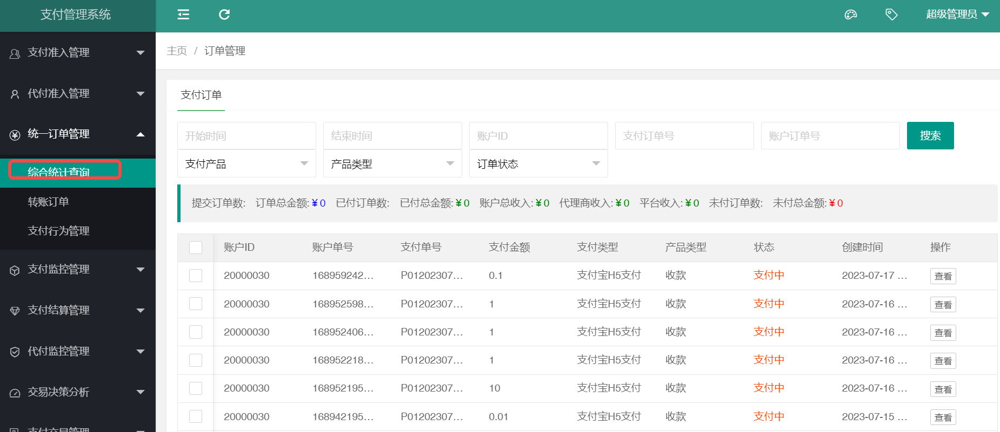 支付管理系统
超级管理员
支付准入管理
代付准入管理
统一订单管理
综合统计查询
转账订单
支付行为管理
支付监控管理
支付结算管理
代付监控管理
交易决策分析
支付交易管理
主页 / 订单管理
支付订单
开始时间 结束时间 账户ID 支付订单号 账户订单号 搜索
支付产品 产品类型 订单状态
提交订单数: 订单总金额:¥ 0 已付订单数: 已付总金额:¥ 0 账户总收入:¥ 0 代理商收入:¥ 0 平台收入:¥ 0 未付订单数: 未付总金额:¥ 0
账户ID 账户单号 支付单号 支付金额 支付类型 产品类型 状态 创建时间 操作
20000030 168959242... P01202307... 0.1 支付宝H5支付 收款 支付中 2023-07-17 ... 查看
20000030 168952598... P01202307... 1 支付宝H5支付 收款 支付中 2023-07-16 ... 查看
20000030 168952406... P01202307... 1 支付宝H5支付 收款 支付中 2023-07-16 ... 查看
20000030 168952218... P01202307... 1 支付宝H5支付 收款 支付中 2023-07-16 ... 查看
20000030 168952195... P01202307... 10 支付宝H5支付 收款 支付中 2023-07-16 ... 查看
20000030 168942195... P01202307... 0.01 支付宝H5支付 收款 支付中 2023-07-15 ... 查看